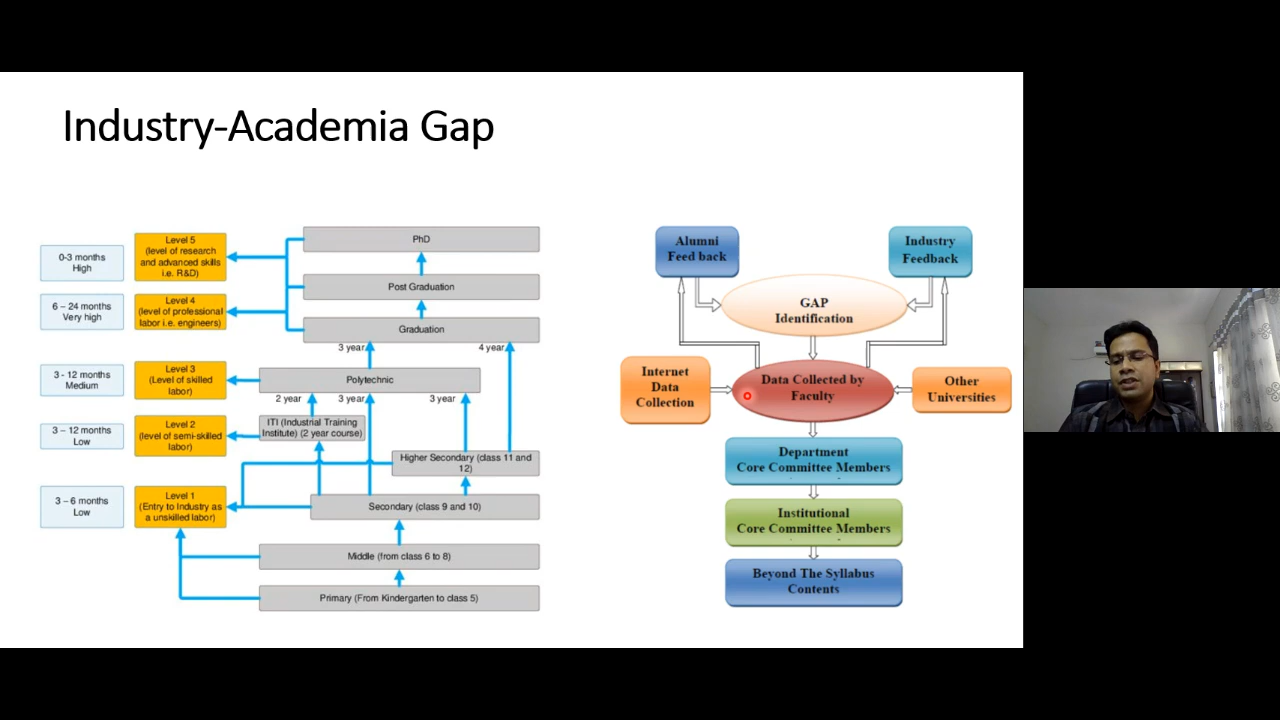 Industry-Academia Gap
0-3 months
High
Level 5
(level of research
and advanced skills
i.e. R&D)
PhD
6 – 24 months
Very high
Level 4
(level of professional
labor i.e. engineers)
Post Graduation
Graduation
3 year
4 year
3 - 12 months
Medium
Level 3
(Level of skilled
labor)
Polytechnic
2 year
3 year
3 year
3 – 12 months
Low
Level 2
(level of semi-skilled
labor)
ITI (Industrial Training
Institute) (2 year course)
Higher Secondary (class 11 and
12)
3 – 6 months
Low
Level 1
(Entry to Industry as
a unskilled labor)
Secondary (class 9 and 10)
Middle (from class 6 to 8)
Primary (From Kindergarten to class 5)
Alumni
Feed back
Industry
Feedback
GAP
Identification
Internet
Data
Collection
Data Collected by
Faculty
Other
Universities
Department
Core Committee Members
Institutional
Core Committee Members
Beyond The Syllabus
Contents